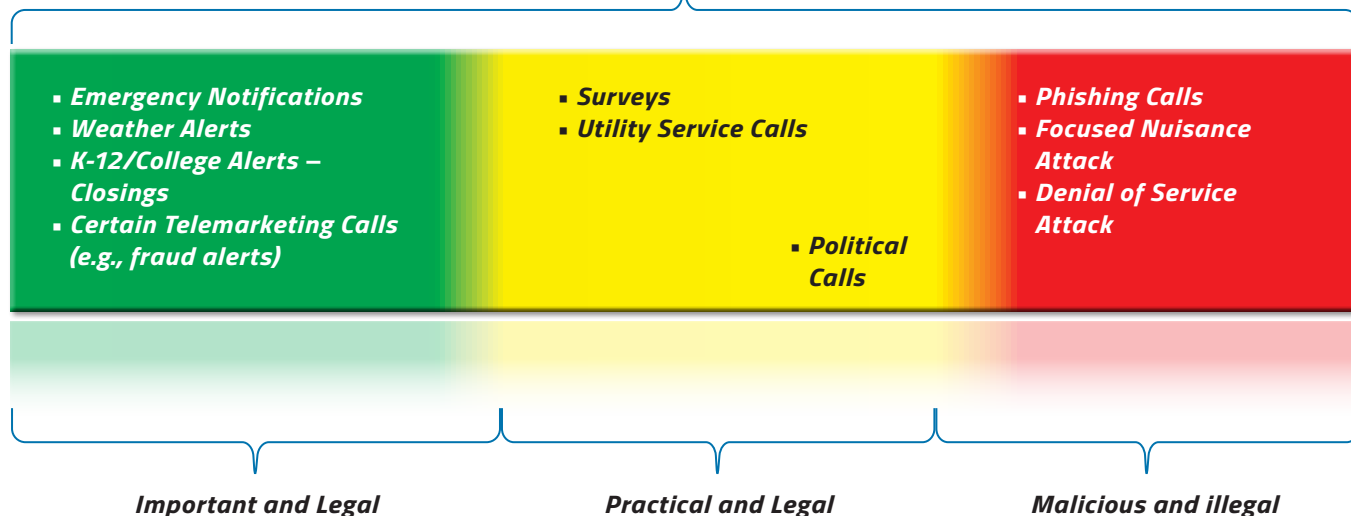 ▪ Emergency Notifications
▪ Weather Alerts
▪ K-12/College Alerts –
Closings
▪ Certain Telemarketing Calls
(e.g., fraud alerts)
▪ Surveys
▪ Utility Service Calls
▪ Political
Calls
▪ Phishing Calls
▪ Focused Nuisance
Attack
▪ Denial of Service
Attack
Important and Legal
Practical and Legal
Malicious and illegal